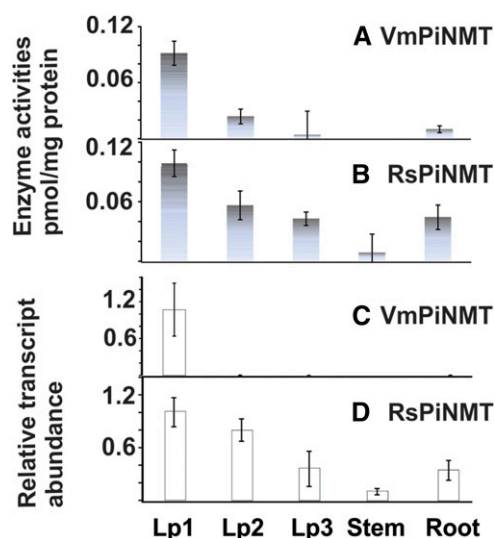 Enzyme activities
pmol/mg protein
0.12
0.06
A VmPiNMT
0.12
0.06
B RsPiNMT
Relative transcript
abundance
1.2
0.6
C VmPiNMT
1.2
0.6
D RsPiNMT
Lp1 Lp2 Lp3 Stem Root